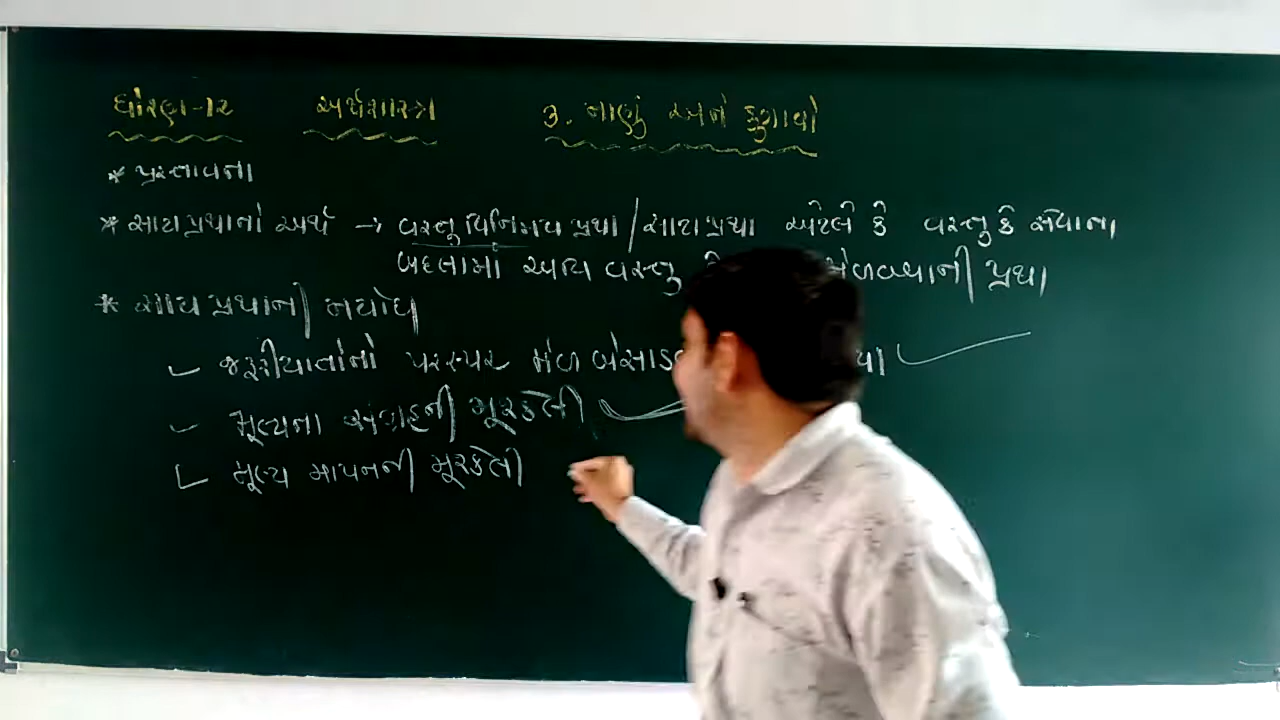 ધોરણ-૧૨ અર્થશાસ્ત્ર ૩. નાણું અને ફુગાવો
* પ્રસ્તાવના
* સાટાપ્રથાનો અર્થ → વસ્તુ વિનિમય પ્રથા / સાટા પ્રથા એટલે કે વસ્તુ કે સેવાના
બદલામાં અન્ય વસ્તુ મેળવવાની પ્રથા
* સાટા પ્રથાની મર્યાદા
જરૂરીયાતોનો પરસ્પર મેળ
મૂલ્યના સંગ્રહની મૂશ્કેલી
મૂલ્ય માપનની મૂશ્કેલી